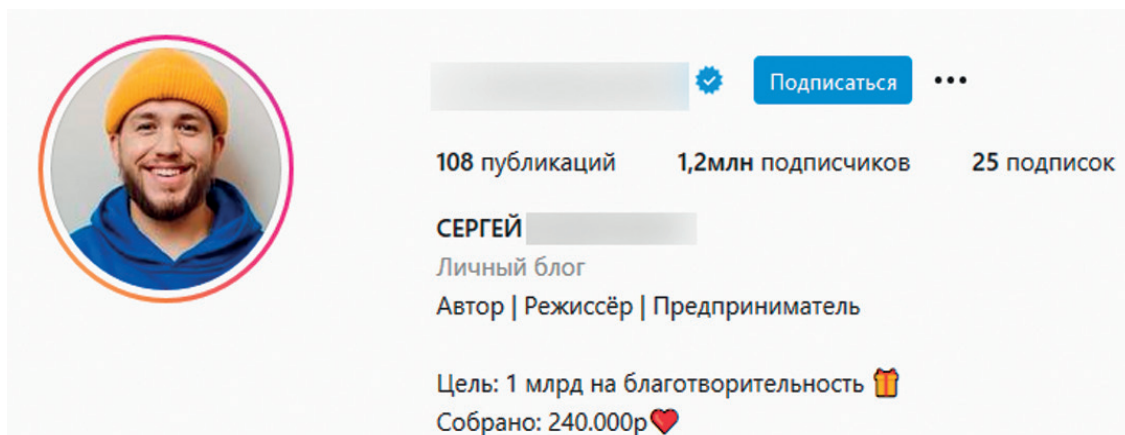 Подписаться
108 публикаций 1,2млн подписчиков 25 подписок
СЕРГЕЙ
Личный блог
Автор | Режиссёр | Предприниматель
Цель: 1 млрд на благотворительность 🎁
Собрано: 240.000р❤️